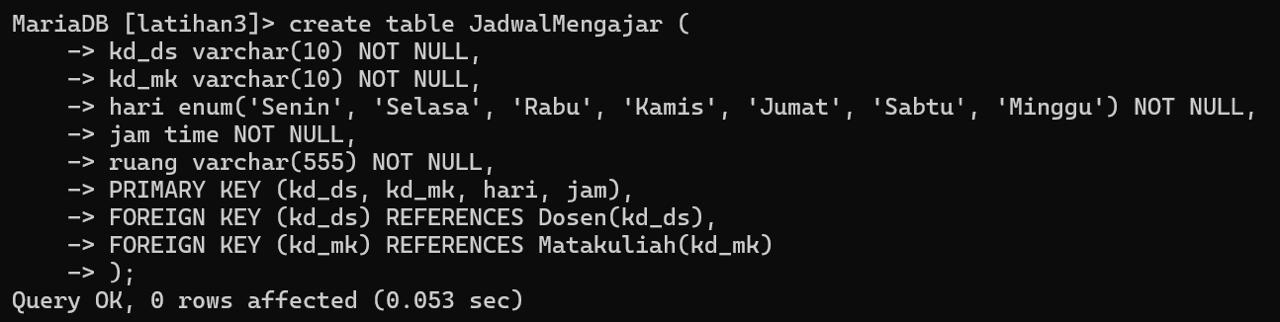 MariaDB [latihan3]> create table JadwalMengajar (
    -> kd_ds varchar(10) NOT NULL,
    -> kd_mk varchar(10) NOT NULL,
    -> hari enum('Senin', 'Selasa', 'Rabu', 'Kamis', 'Jumat', 'Sabtu', 'Minggu') NOT NULL,
    -> jam time NOT NULL,
    -> ruang varchar(555) NOT NULL,
    -> PRIMARY KEY (kd_ds, kd_mk, hari, jam),
    -> FOREIGN KEY (kd_ds) REFERENCES Dosen(kd_ds),
    -> FOREIGN KEY (kd_mk) REFERENCES Matakuliah(kd_mk)
    -> );
Query OK, 0 rows affected (0.053 sec)